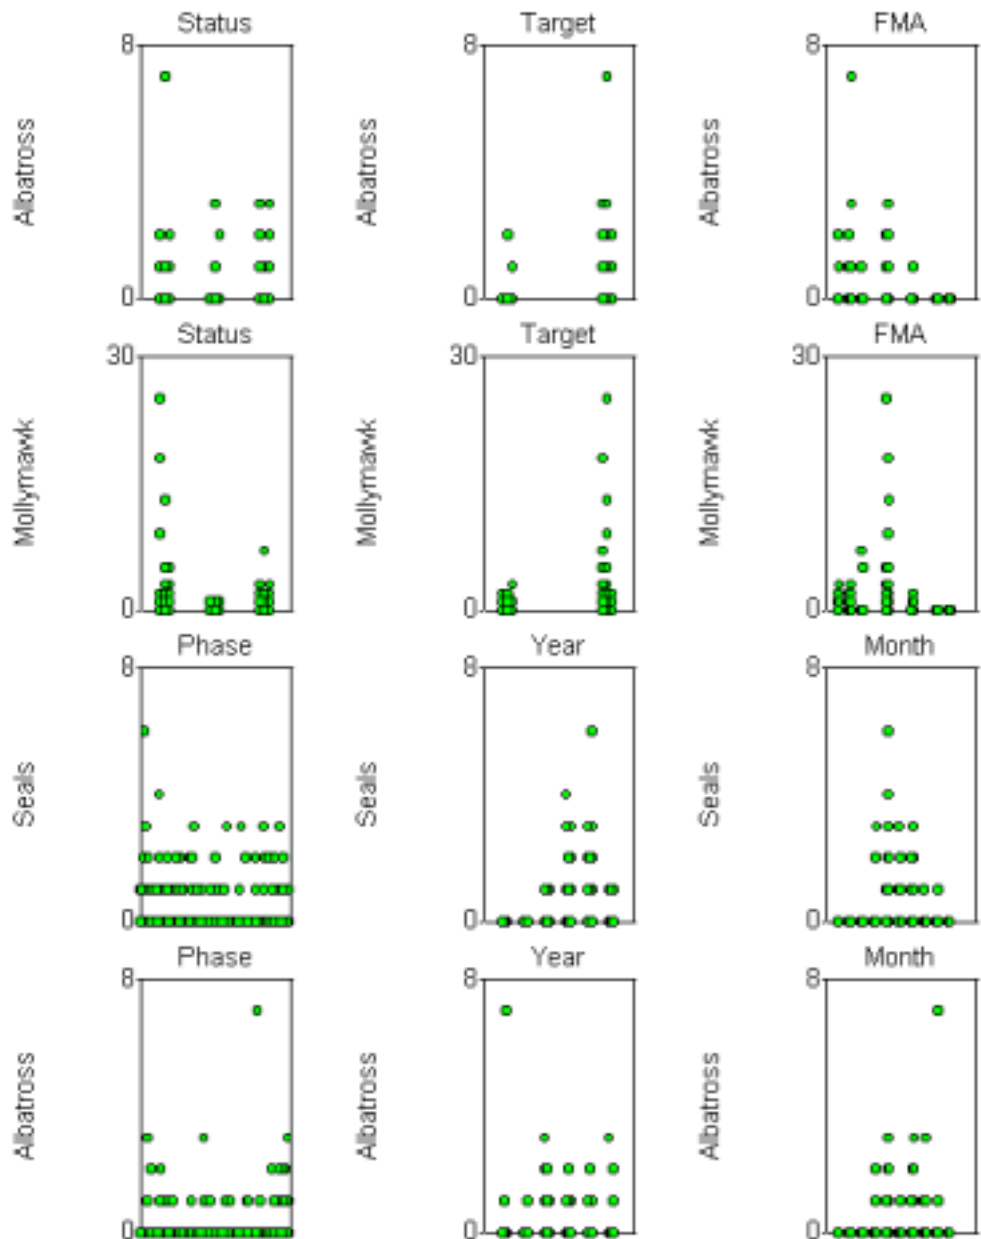 Status Target FMA
8 8 8
Albatross Albatross Albatross
0 0 0
Status Target FMA
30 30 30
Mollymawk Mollymawk Mollymawk
0 0 0
Phase Year Month
8 8 8
Seals Seals Seals
0 0 0
Phase Year Month
8 8 8
Albatross Albatross Albatross
0 0 0